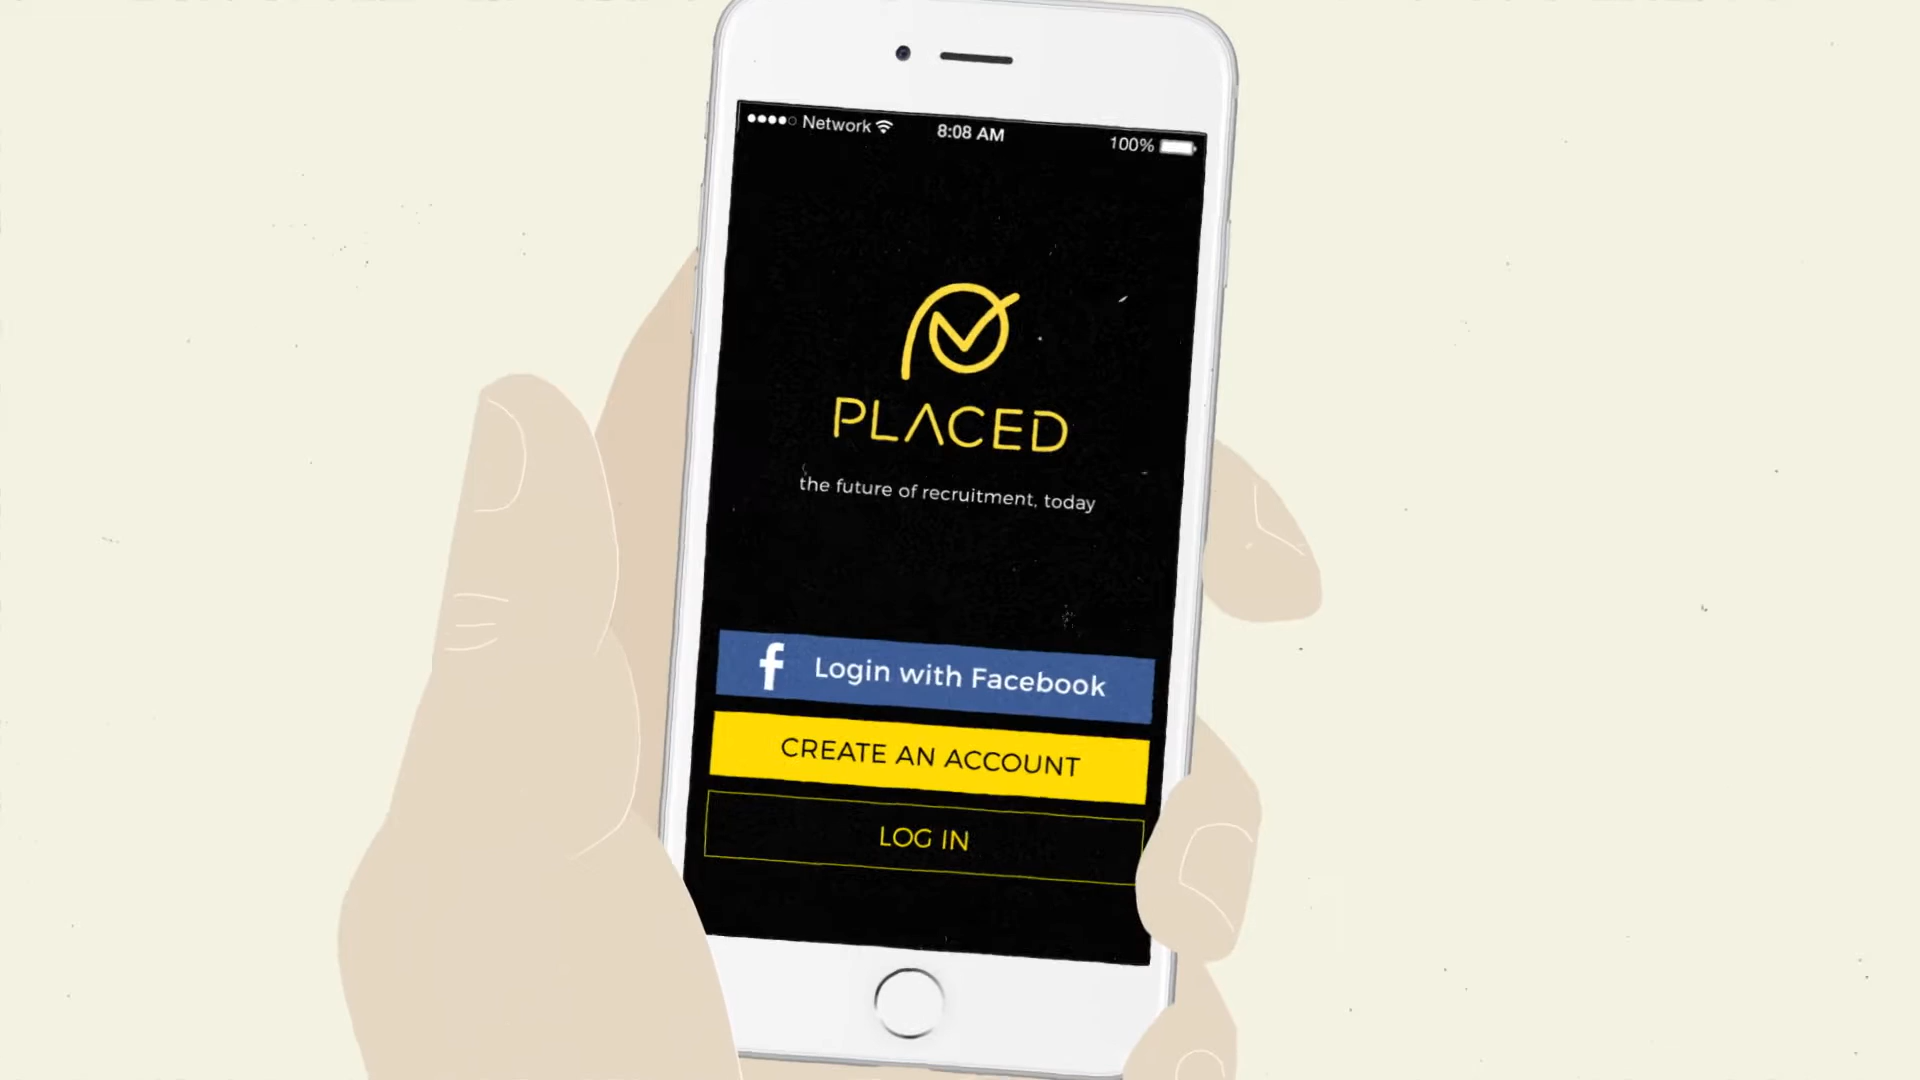 Network 8:08 AM 100%
PLACED
the future of recruitment, today
f Login with Facebook
CREATE AN ACCOUNT
LOG IN